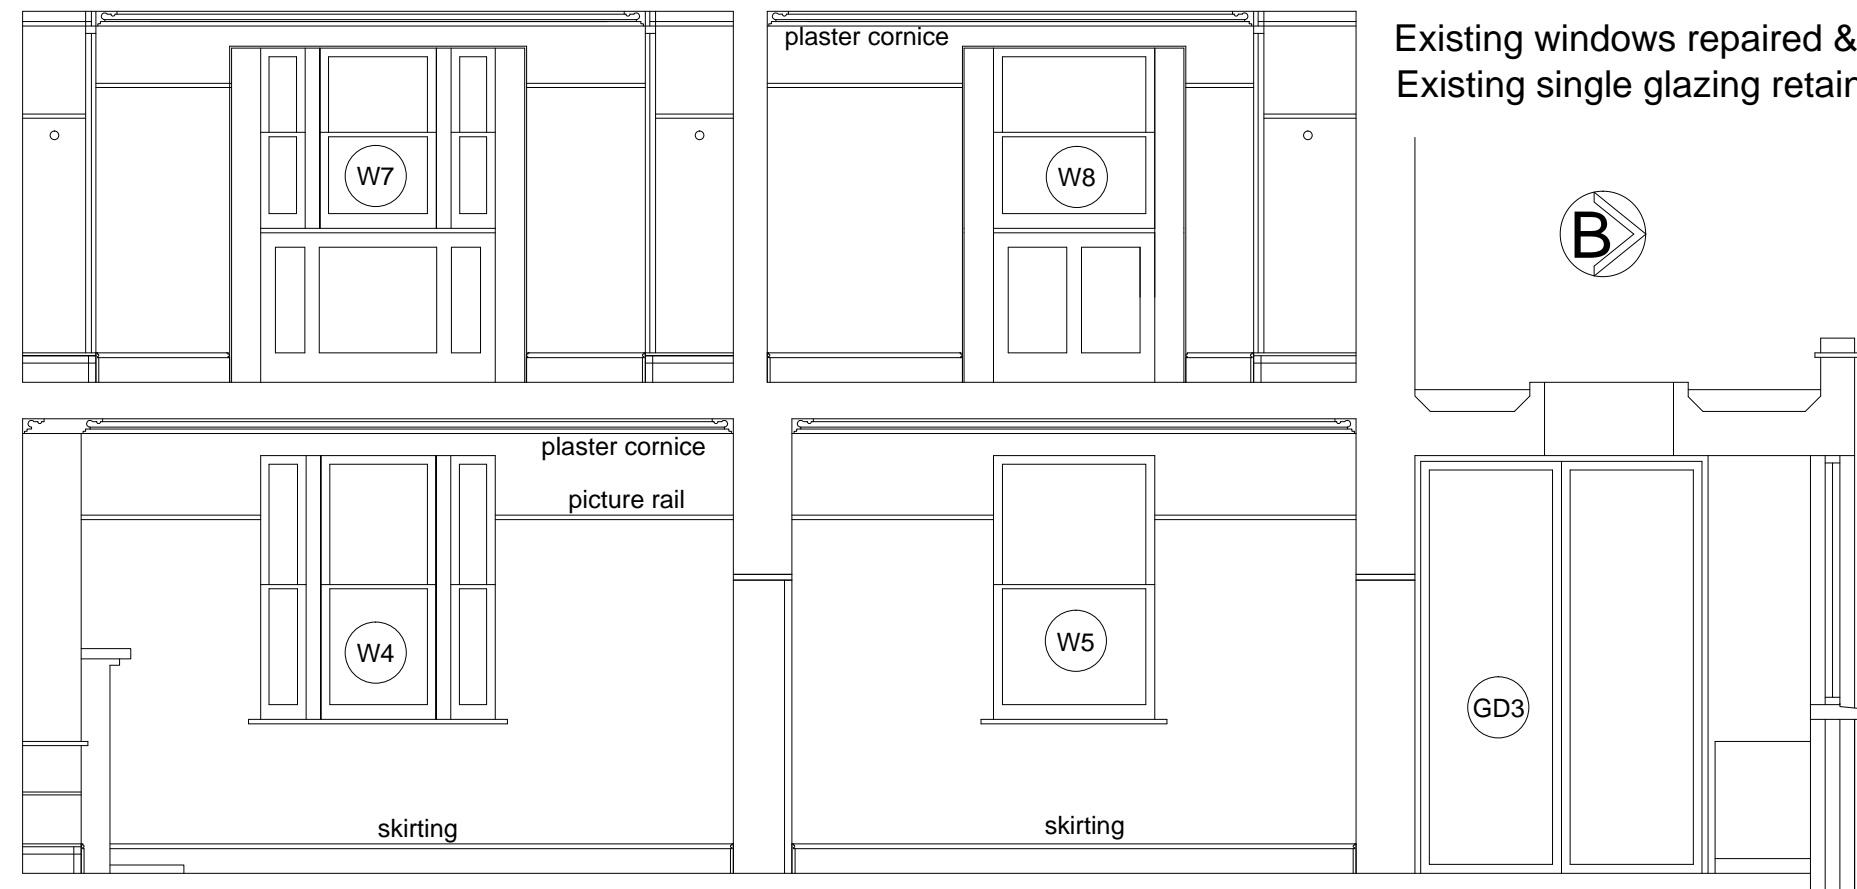 plaster cornice
Existing windows repaired &
Existing single glazing retain
W7
W8
B
plaster cornice
picture rail
W4
W5
GD3
skirting
skirting